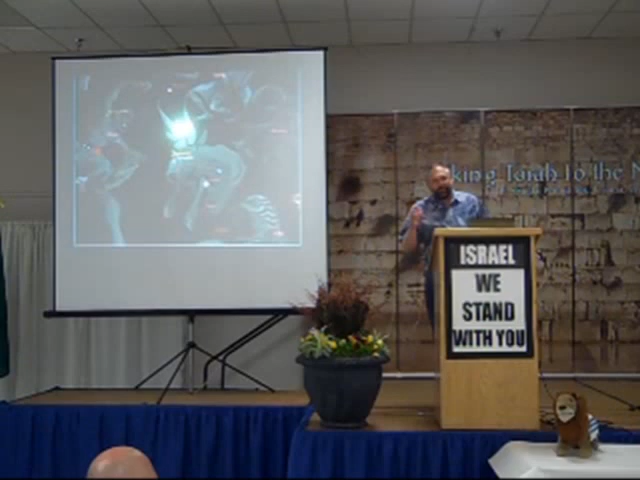 king Torah to the N
ISRAEL
WE
STAND
WITH YOU